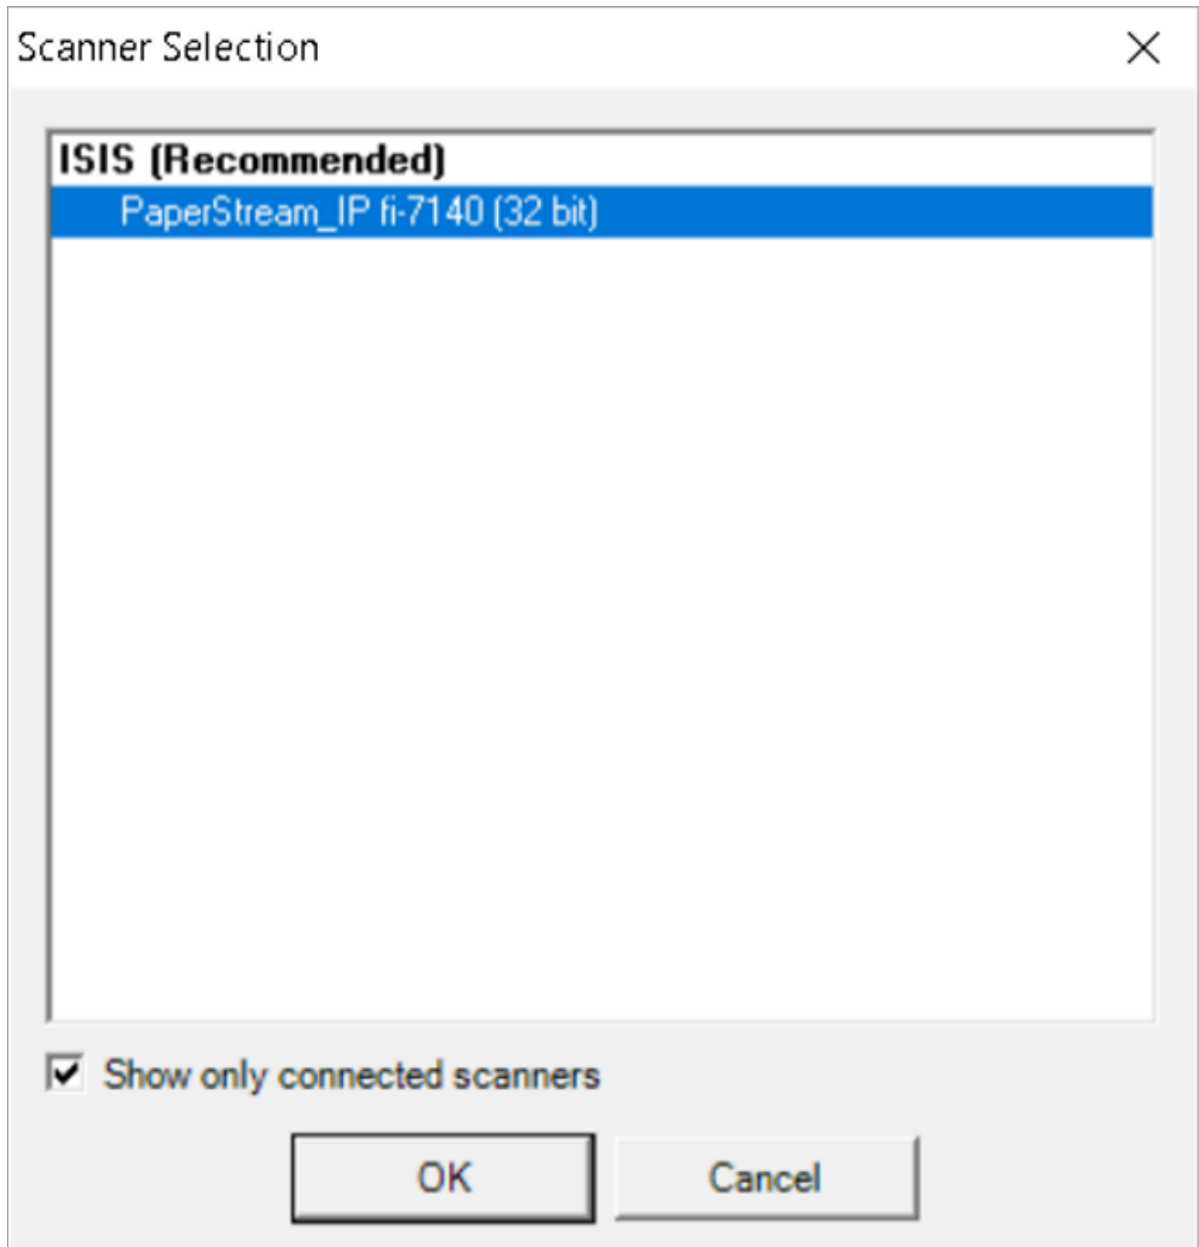 Scanner Selection
ISIS (Recommended)
PaperStream_IP fi-7140 (32 bit)
Show only connected scanners
OK
Cancel